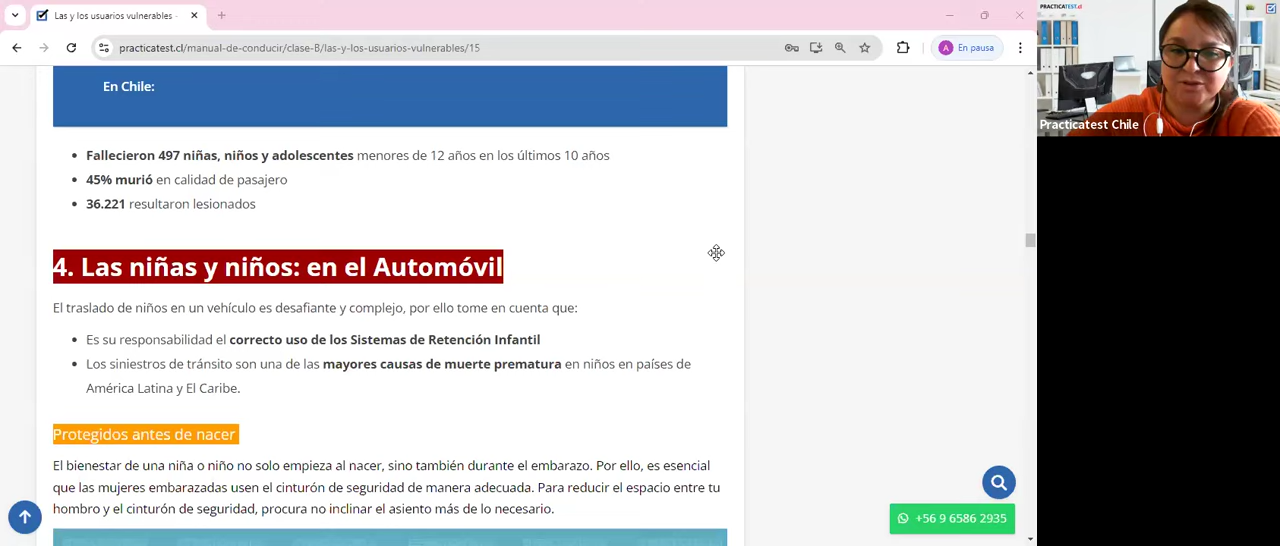 Las y los usuarios vulnerables -
practicatest.cl/manual-de-conducir/clase-B/las-y-los-usuarios-vulnerables/15
A
En pausa
PRACTICATEST.cl
Practicatest Chile
En Chile:
Fallecieron 497 niñas, niños y adolescentes menores de 12 años en los últimos 10 años
45% murió en calidad de pasajero
36.221 resultaron lesionados
4. Las niñas y niños: en el Automóvil
El traslado de niños en un vehículo es desafiante y complejo, por ello tome en cuenta que:
Es su responsabilidad el correcto uso de los Sistemas de Retención Infantil
Los siniestros de tránsito son una de las mayores causas de muerte prematura en niños en países de
América Latina y El Caribe.
Protegidos antes de nacer
El bienestar de una niña o niño no solo empieza al nacer, sino también durante el embarazo. Por ello, es esencial
que las mujeres embarazadas usen el cinturón de seguridad de manera adecuada. Para reducir el espacio entre tu
hombro y el cinturón de seguridad, procura no inclinar el asiento más de lo necesario.
+56 9 6586 2935